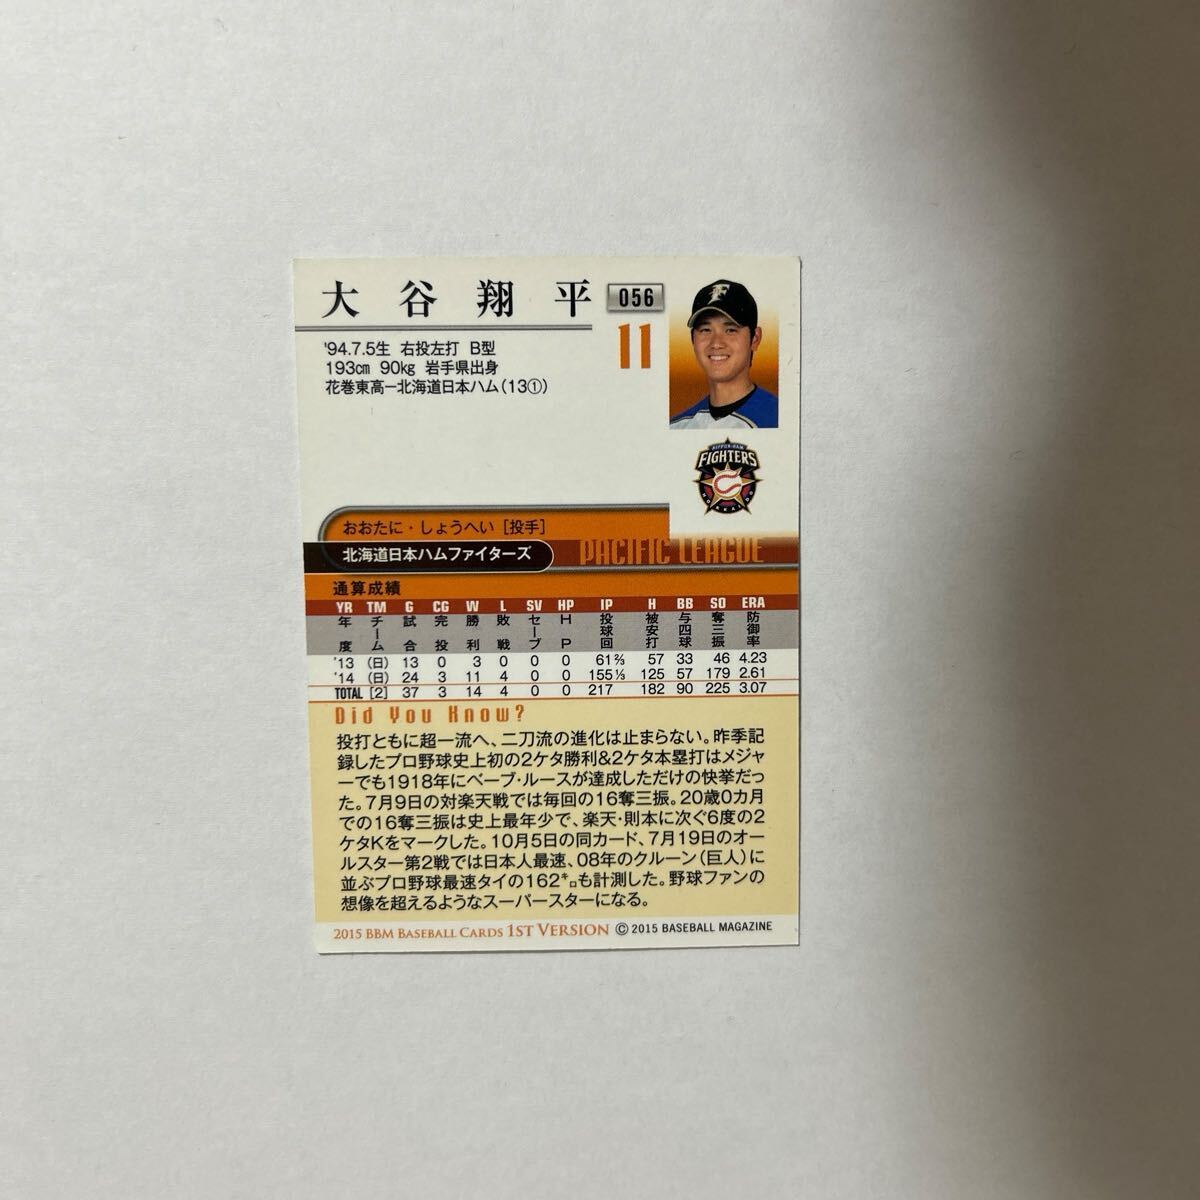 大谷翔平 056
11
'94.7.5生 右投左打 B型
193cm 90kg 岩手県出身
花巻東高ー北海道日本ハム(13①)
NIPPON-HAM
FIGHTERS
HOKKAIDO
おおたに・しょうへい [投手]
北海道日本ハムファイターズ PACIFIC LEAGUE
通算成績
YR TM G CG W L SV HP IP H BB SO ERA
年度 チーム 試合 完投 勝利 敗戦 セーブ HP 投球回 被安打 与四球 奪三振 防御率
'13 (日) 13 0 3 0 0 0 61⅔ 57 33 46 4.23
'14 (日) 24 3 11 4 0 0 155⅓ 125 57 179 2.61
TOTAL [2] 37 3 14 4 0 0 217 182 90 225 3.07
Did You Know?
投打ともに超一流へ、二刀流の進化は止まらない。昨季記
録したプロ野球史上初の2ケタ勝利&2ケタ本塁打はメジャ
ーでも1918年にベーブ・ルースが達成しただけの快挙だっ
た。7月9日の対楽天戦では毎回の16奪三振。20歳0カ月
での16奪三振は史上最年少で、楽天・則本に次ぐ6度の2
ケタKをマークした。10月5日の同カード、7月19日のオー
ルスター第2戦では日本人最速、08年のクルーン(巨人)に
並ぶプロ野球最速タイの162㌔も計測した。野球ファンの
想像を超えるようなスーパースターになる。
2015 BBM BASEBALL CARDS 1ST VERSION © 2015 BASEBALL MAGAZINE